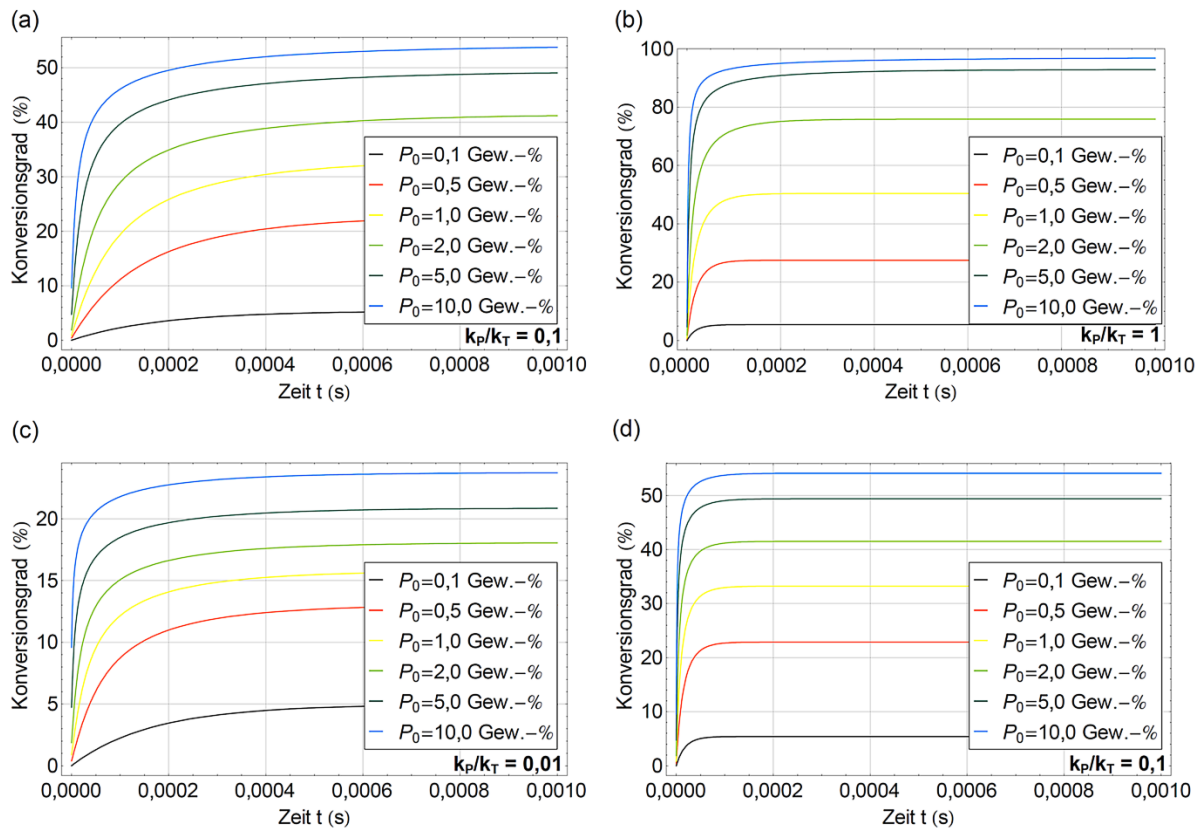 (a)
Konversionsgrad (%)
50
40
30
20
10
0
P₀=0,1 Gew.-%
P₀=0,5 Gew.-%
P₀=1,0 Gew.-%
P₀=2,0 Gew.-%
P₀=5,0 Gew.-%
P₀=10,0 Gew.-%
kP/kT = 0,1
0,0000 0,0002 0,0004 0,0006 0,0008 0,0010
Zeit t (s)
(b)
Konversionsgrad (%)
100
80
60
40
20
0
P₀=0,1 Gew.-%
P₀=0,5 Gew.-%
P₀=1,0 Gew.-%
P₀=2,0 Gew.-%
P₀=5,0 Gew.-%
P₀=10,0 Gew.-%
kP/kT = 1
0,0000 0,0002 0,0004 0,0006 0,0008 0,0010
Zeit t (s)
(c)
Konversionsgrad (%)
20
15
10
5
0
P₀=0,1 Gew.-%
P₀=0,5 Gew.-%
P₀=1,0 Gew.-%
P₀=2,0 Gew.-%
P₀=5,0 Gew.-%
P₀=10,0 Gew.-%
kP/kT = 0,01
0,0000 0,0002 0,0004 0,0006 0,0008 0,0010
Zeit t (s)
(d)
Konversionsgrad (%)
50
40
30
20
10
0
P₀=0,1 Gew.-%
P₀=0,5 Gew.-%
P₀=1,0 Gew.-%
P₀=2,0 Gew.-%
P₀=5,0 Gew.-%
P₀=10,0 Gew.-%
kP/kT = 0,1
0,0000 0,0002 0,0004 0,0006 0,0008 0,0010
Zeit t (s)